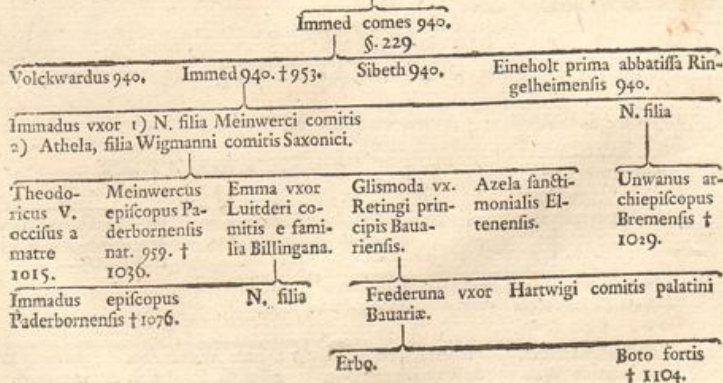 Immed comes 940.
§. 229
Volckwardus 940. Immed 940. † 953. Sibeth 940. Eineholt prima abbatiſſa Rin-
gelheimenſis 940.
Immadus vxor 1) N. filia Meinwerci comitis
2) Athela, filia Wigmanni comitis Saxonici.
N. filia
Theodo-
ricus V.
occiſus a
matre
1015.
Meinwercus
epiſcopus Pa-
derbornenſis
nat. 959. †
1036.
Emma vxor
Luitderi co-
mitis e fami-
lia Billingana.
Gliſmoda vx.
Retingi prin-
cipis Baua-
rienſis.
Azela ſancti-
monialis El-
tenenſis.
Unwanus ar-
chiepiſcopus
Bremenſis †
1029.
Immadus epiſcopus
Paderbornenſis † 1076.
N. filia
Frederuna vxor Hartwigi comitis palatini
Bauariæ.
Erbo.
Boto fortis
† 1104.